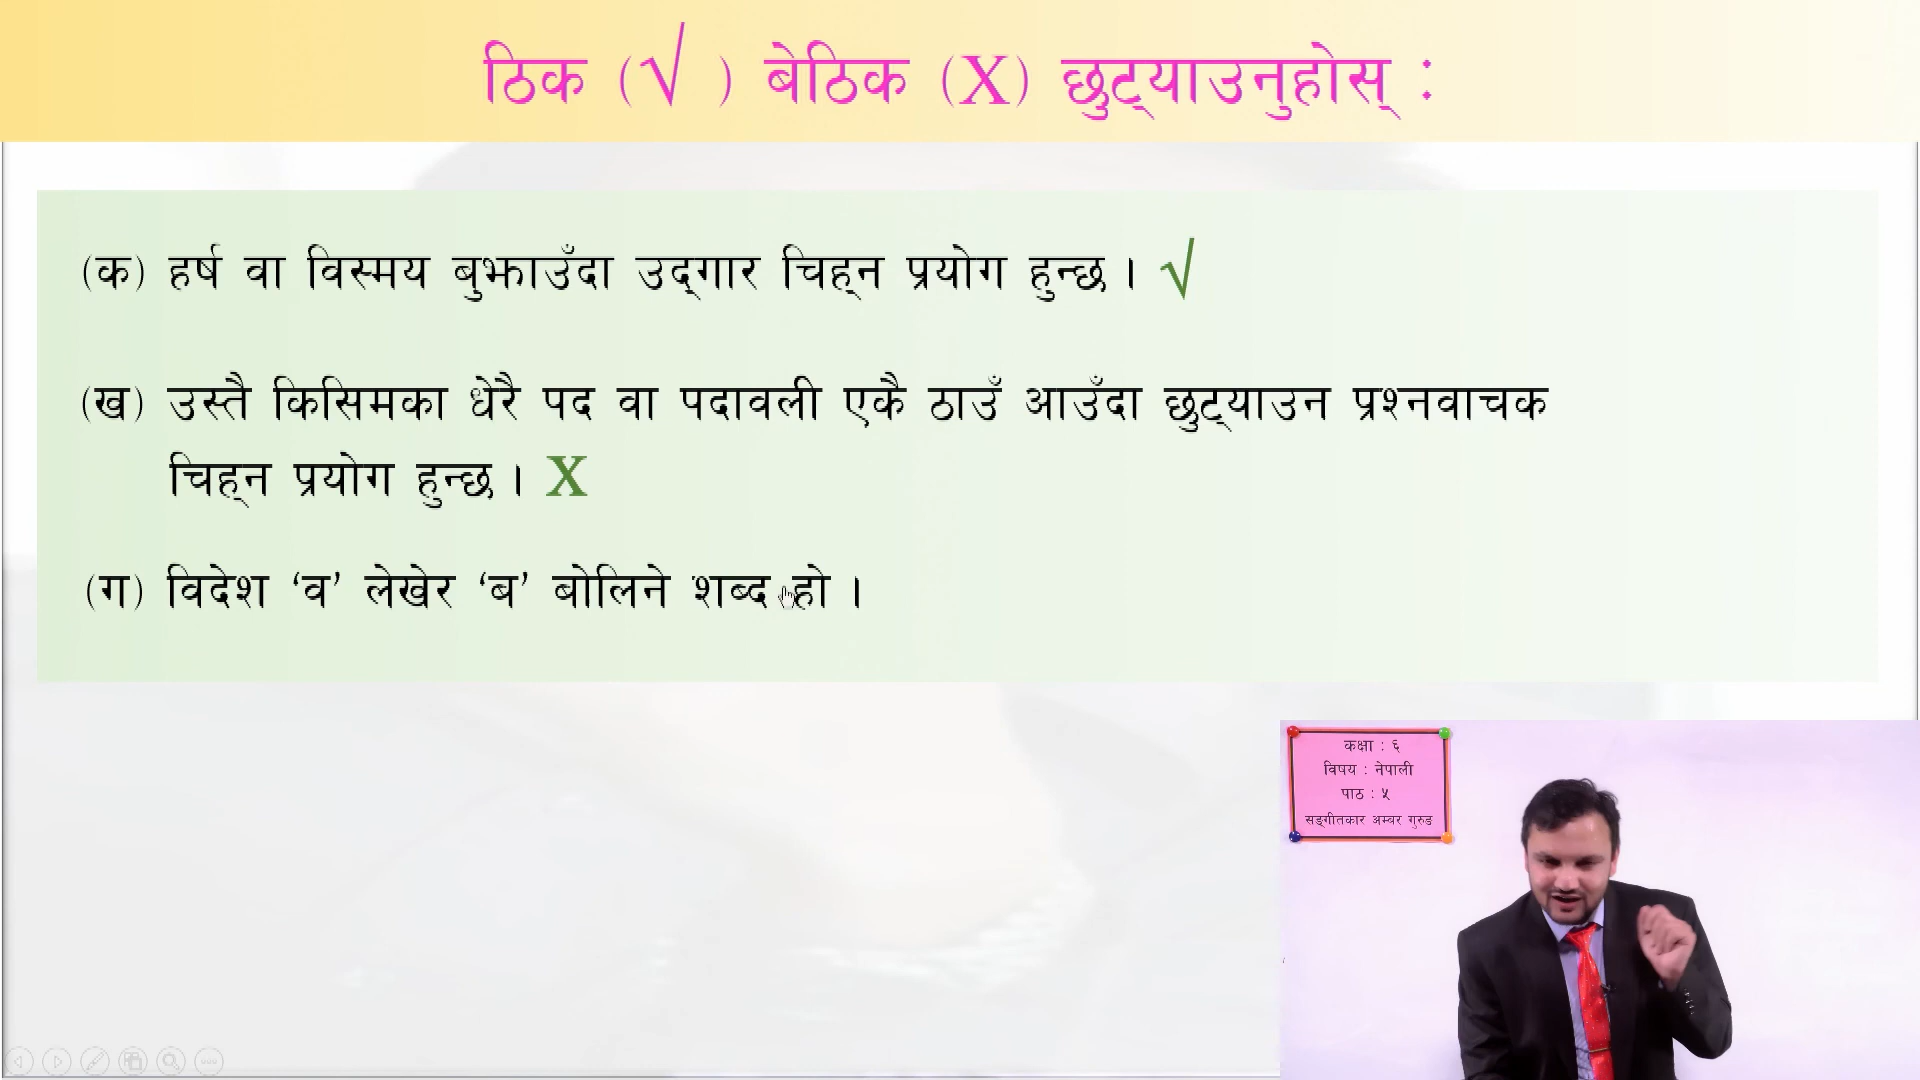 ठिक (√ ) बेठिक (X) छुट्याउनुहोस् :
(क) हर्ष वा विस्मय बुझाउँदा उद्‌गार चिह्‌न प्रयोग हुन्छ । √
(ख) उस्तै किसिमका धेरै पद वा पदावली एकै ठाउँ आउँदा छुट्याउन प्रश्नवाचक
चिह्‌न प्रयोग हुन्छ । X
(ग) विदेश ‘व’ लेखेर ‘ब’ बोलिने शब्द हो ।
कक्षा : ६
विषय : नेपाली
पाठ : ५
सङ्गीतकार अम्बर गुरुङ